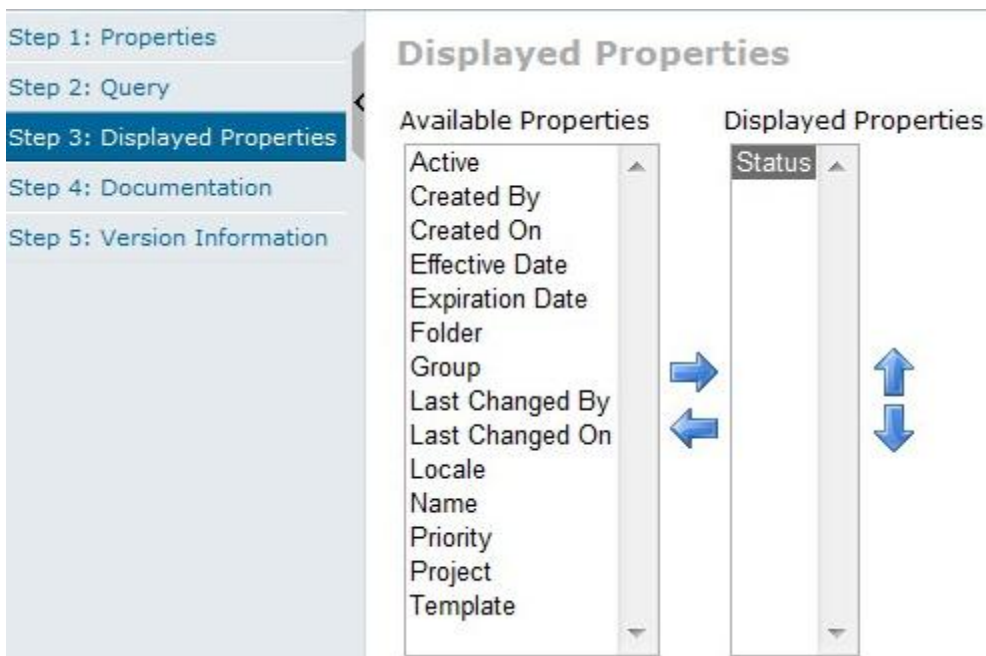 Step 1: Properties
Step 2: Query
Step 3: Displayed Properties
Step 4: Documentation
Step 5: Version Information
Displayed Properties
Available Properties
Active
Created By
Created On
Effective Date
Expiration Date
Folder
Group
Last Changed By
Last Changed On
Locale
Name
Priority
Project
Template
Displayed Properties
Status